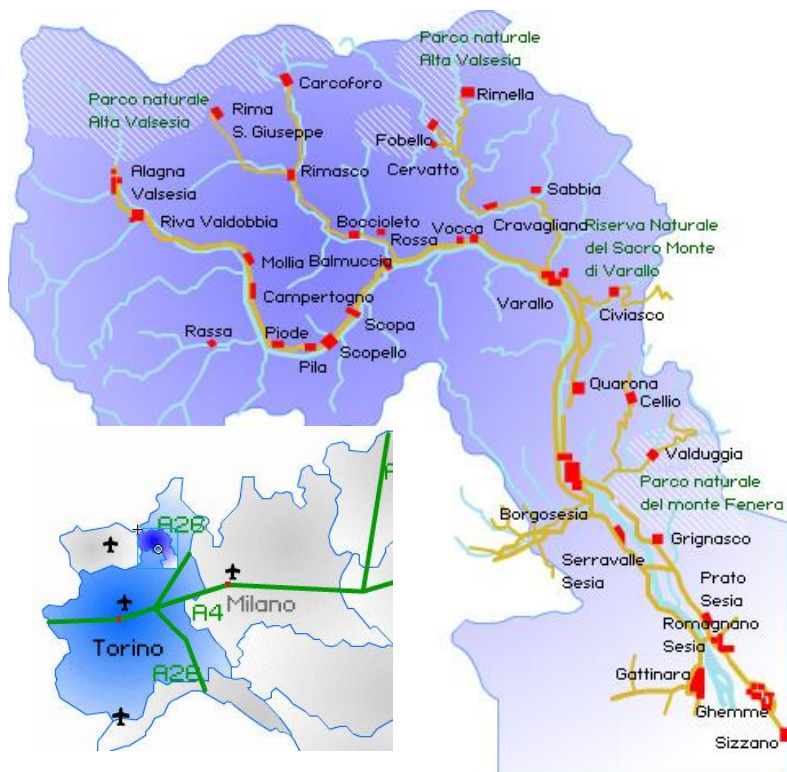 Parco naturale
Alta Valsesia
Carcoforo
Rimella
Parco naturale
Alta Valsesia
Rima
S. Giuseppe
Fobello
Cervatto
Alagna
Valsesia
Rimasco
Sabbia
Riva Valdobbia
Boccioleto
Rossa
Vocca
Cravagliana
Riserva Naturale
del Sacro Monte
di Varallo
Mollia
Balmuccia
Varallo
Campertogno
Civiasco
Rassa
Piode
Scopa
Pila
Scopello
Quarona
Cellio
Valduggia
Parco naturale
del monte Fenera
Borgosesia
Grignasco
Serravalle
Sesia
Prato
Sesia
Romagnano
Sesia
Gattinara
Ghemme
Sizzano
A26
A4
Milano
Torino
A26